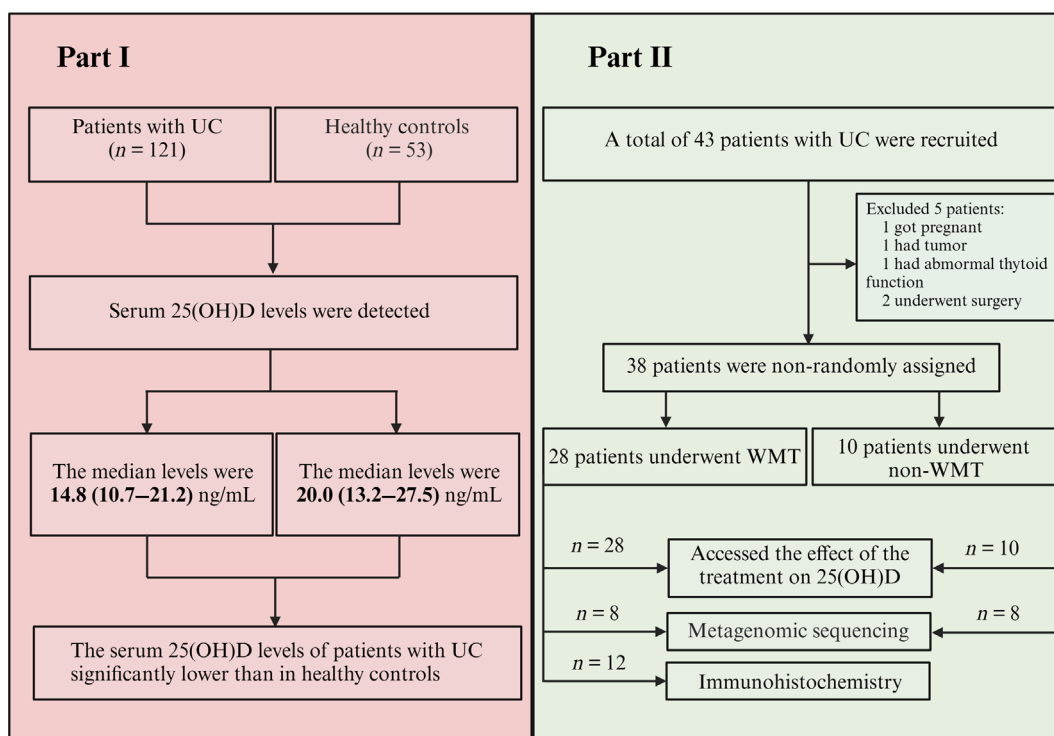 Part I
Patients with UC
(n = 121)
Healthy controls
(n = 53)
Serum 25(OH)D levels were detected
The median levels were
14.8 (10.7–21.2) ng/mL
The median levels were
20.0 (13.2–27.5) ng/mL
The serum 25(OH)D levels of patients with UC
significantly lower than in healthy controls
Part II
A total of 43 patients with UC were recruited
Excluded 5 patients:
1 got pregnant
1 had tumor
1 had abmormal thytoid
function
2 underwent surgery
38 patients were non-randomly assigned
28 patients underwent WMT
10 patients underwent
non-WMT
n = 28
Accessed the effect of the
treatment on 25(OH)D
n = 10
n = 8
Metagenomic sequencing
n = 8
n = 12
Immunohistochemistry